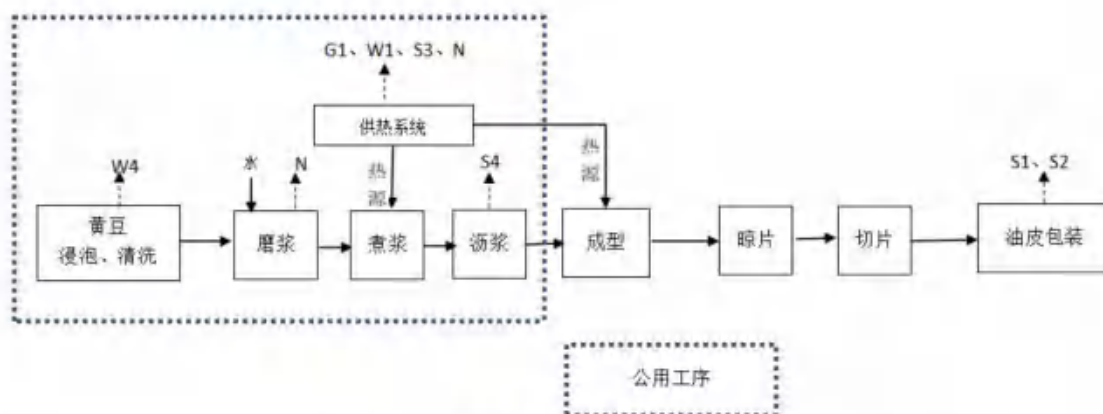 G1、W1、S3、N
供热系统
W4
水
N
热
源
S4
热
源
S1、S2
黄豆
浸泡、清洗
磨浆
煮浆
沥浆
成型
晾片
切片
油皮包装
公用工序